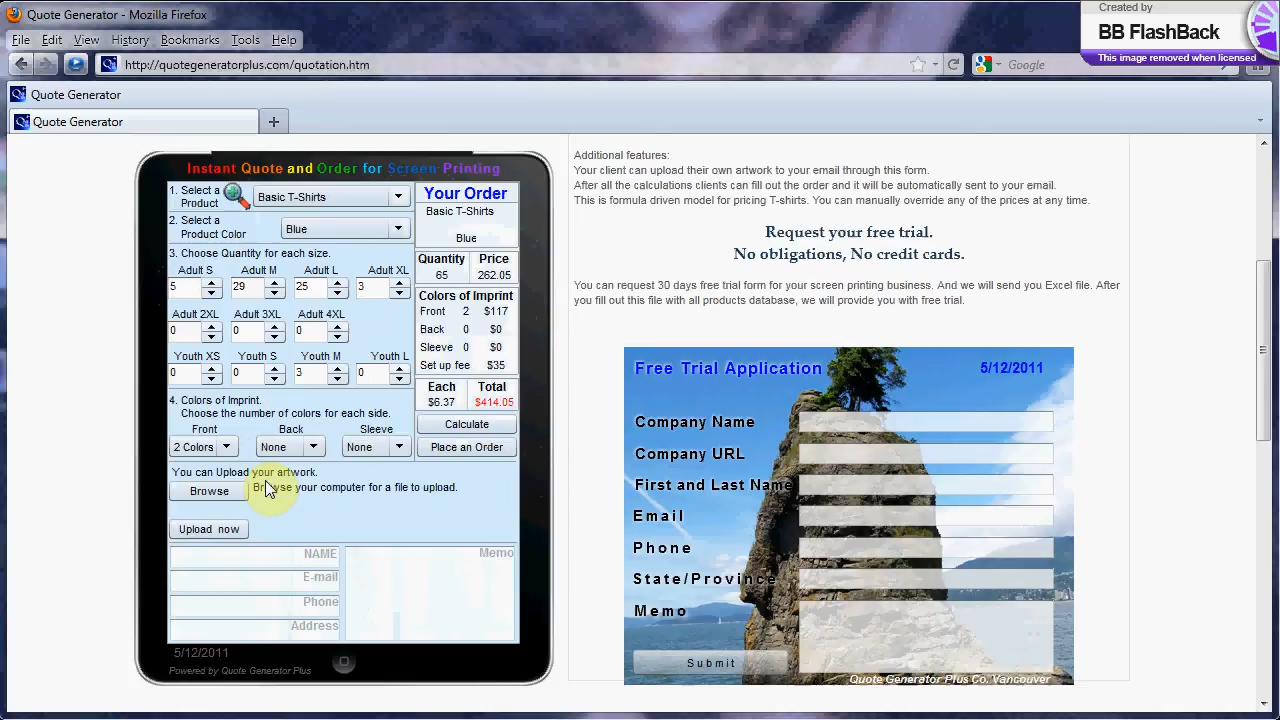 Quote Generator - Mozilla Firefox
Created by
BB FlashBack
This image removed when licensed
File Edit View History Bookmarks Tools Help
http://quotegeneratorplus.com/quotation.htm
Google
Quote Generator
Quote Generator
Instant Quote and Order for Screen Printing
1. Select a Product
Basic T-Shirts
2. Select a Product Color
Blue
3. Choose Quantity for each size.
Adult S Adult M Adult L Adult XL
5 29 25 3
Adult 2XL Adult 3XL Adult 4XL
0 0 0
Youth XS Youth S Youth M Youth L
0 0 3 0
4. Colors of Imprint.
Choose the number of colors for each side.
Front Back Sleeve
2 Colors None None
You can Upload your artwork.
Browse
Browse your computer for a file to upload.
Upload now
NAME
E-mail
Phone
Address
Memo
5/12/2011
Powered by Quote Generator Plus
Your Order
Basic T-Shirts
Blue
Quantity Price
65 262.05
Colors of Imprint
Front 2 $117
Back 0 $0
Sleeve 0 $0
Set up fee $35
Each Total
$6.37 $414.05
Calculate
Place an Order
Additional features:
Your client can upload their own artwork to your email through this form.
After all the calculations clients can fill out the order and it will be automatically sent to your email.
This is formula driven model for pricing T-shirts. You can manually override any of the prices at any time.
Request your free trial.
No obligations, No credit cards.
You can request 30 days free trial form for your screen printing business. And we will send you Excel file. After
you fill out this file with all products database, we will provide you with free trial.
Free Trial Application 5/12/2011
Company Name
Company URL
First and Last Name
Email
Phone
State/Province
Memo
Submit
Quote Generator Plus Co. Vancouver